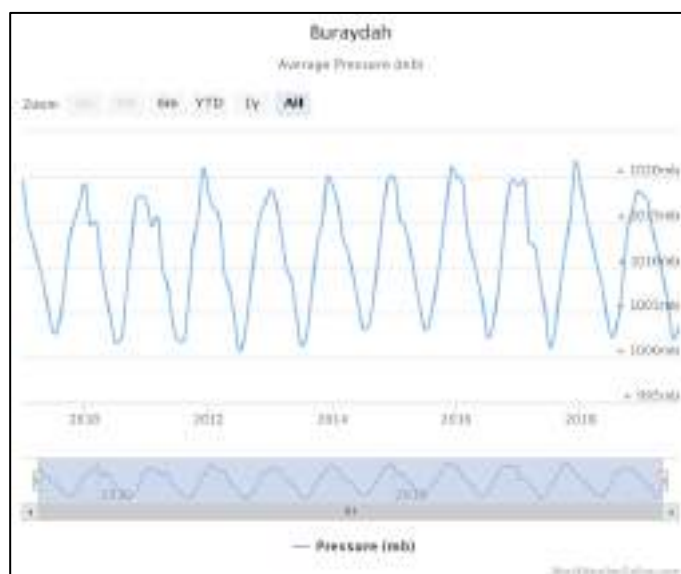 Buraydah
Average Pressure (mb)
Zoom 6m YTD 1y All
1020mb
1015mb
1010mb
1005mb
1000mb
995mb
2010 2012 2014 2016 2018
Pressure (mb)